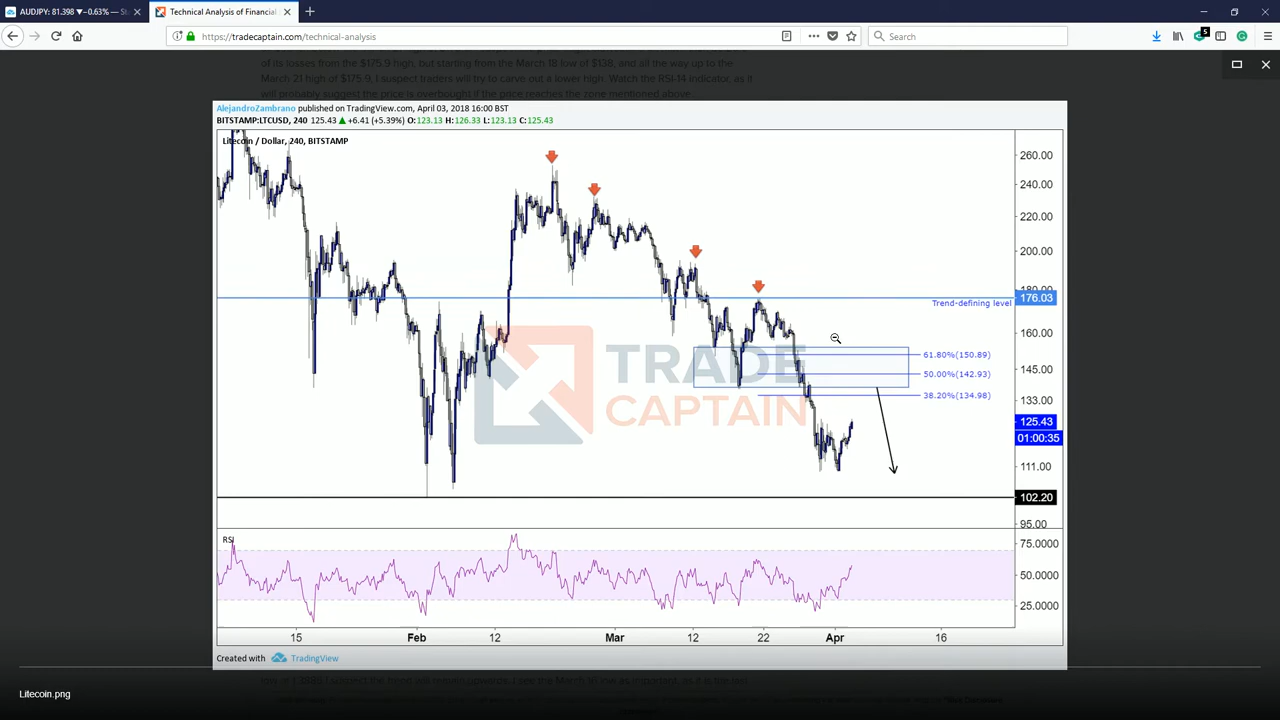 AUDJPY: 81.398 ▼−0.63% — St
Technical Analysis of Financial
https://tradecaptain.com/technical-analysis
Search
5
of its losses from the $175.9 high, but starting from the March 18 low of $138, and all the way up to the
March 21 high of $175.9, I suspect traders will try to carve out a lower high. Watch the RSI-14 indicator, as it
will probably suggest the price is overbought if the price reaches the zone mentioned above.
AlejandroZambrano published on TradingView.com, April 03, 2018 16:00 BST
BITSTAMP:LTCUSD, 240 125.43 ▲ +6.41 (+5.39%) O:123.13 H:126.33 L:123.13 C:125.43
Litecoin / Dollar, 240, BITSTAMP
260.00
240.00
220.00
200.00
180.00
176.03
Trend-defining level
160.00
61.80%(150.89)
145.00
50.00%(142.93)
38.20%(134.98)
133.00
125.43
01:00:35
111.00
102.20
95.00
TRADE
CAPTAIN
RSI
75.0000
50.0000
25.0000
15
Feb
12
Mar
12
22
Apr
16
Created with TradingView
Litecoin.png